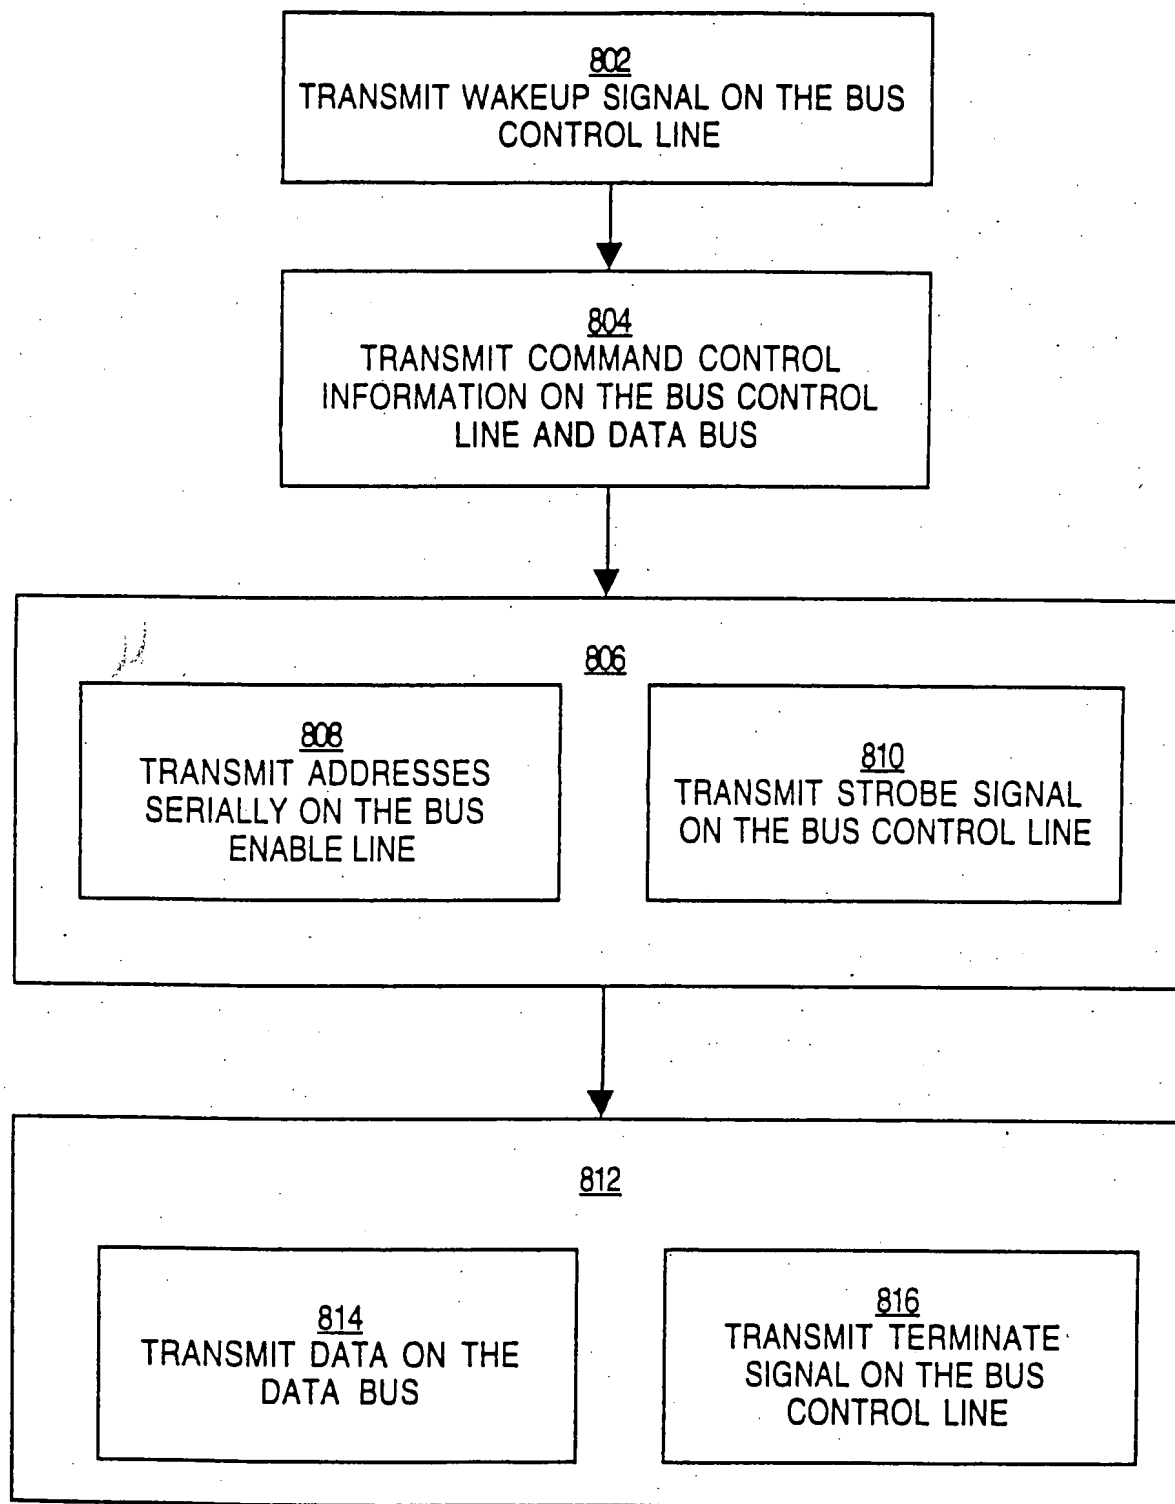 802
TRANSMIT WAKEUP SIGNAL ON THE BUS
CONTROL LINE
804
TRANSMIT COMMAND CONTROL
INFORMATION ON THE BUS CONTROL
LINE AND DATA BUS
806
808
TRANSMIT ADDRESSES
SERIALLY ON THE BUS
ENABLE LINE
810
TRANSMIT STROBE SIGNAL
ON THE BUS CONTROL LINE
812
814
TRANSMIT DATA ON THE
DATA BUS
816
TRANSMIT TERMINATE
SIGNAL ON THE BUS
CONTROL LINE